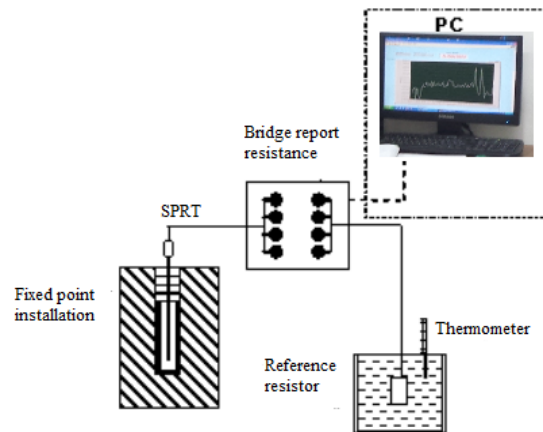 PC
Bridge report
resistance
SPRT
Fixed point
installation
Thermometer
Reference
resistor